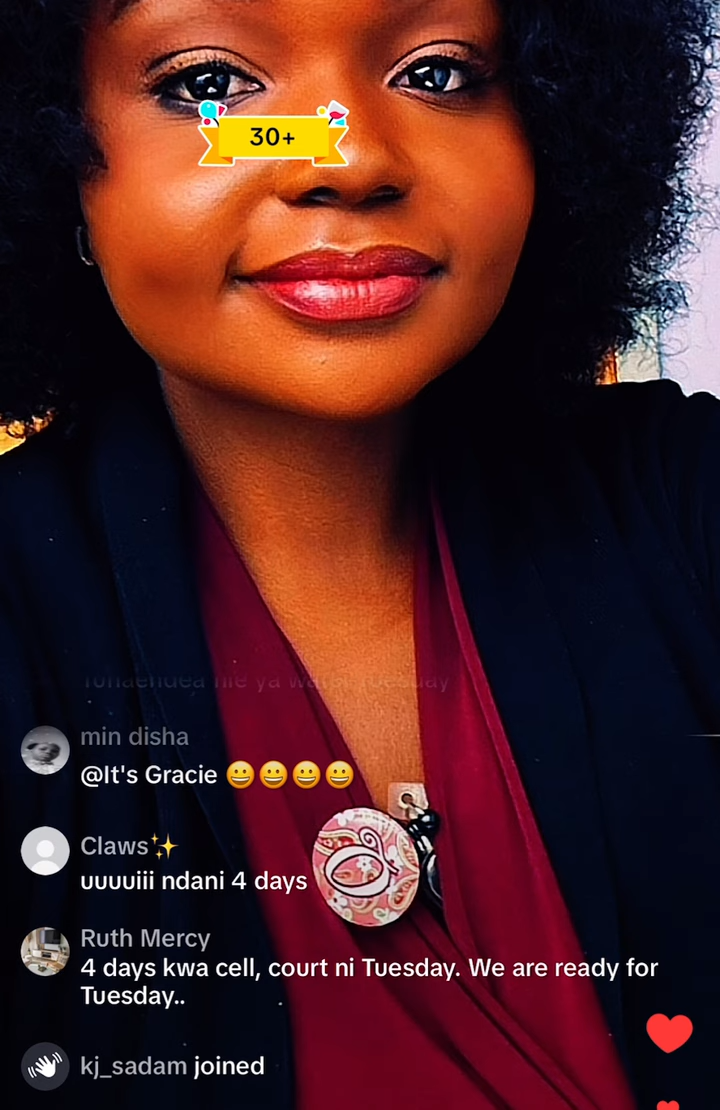 30+
min disha
@It's Gracie 😀😀😀😀
Claws✨
uuuuiii ndani 4 days
Ruth Mercy
4 days kwa cell, court ni Tuesday. We are ready for
Tuesday..
kj_sadam joined